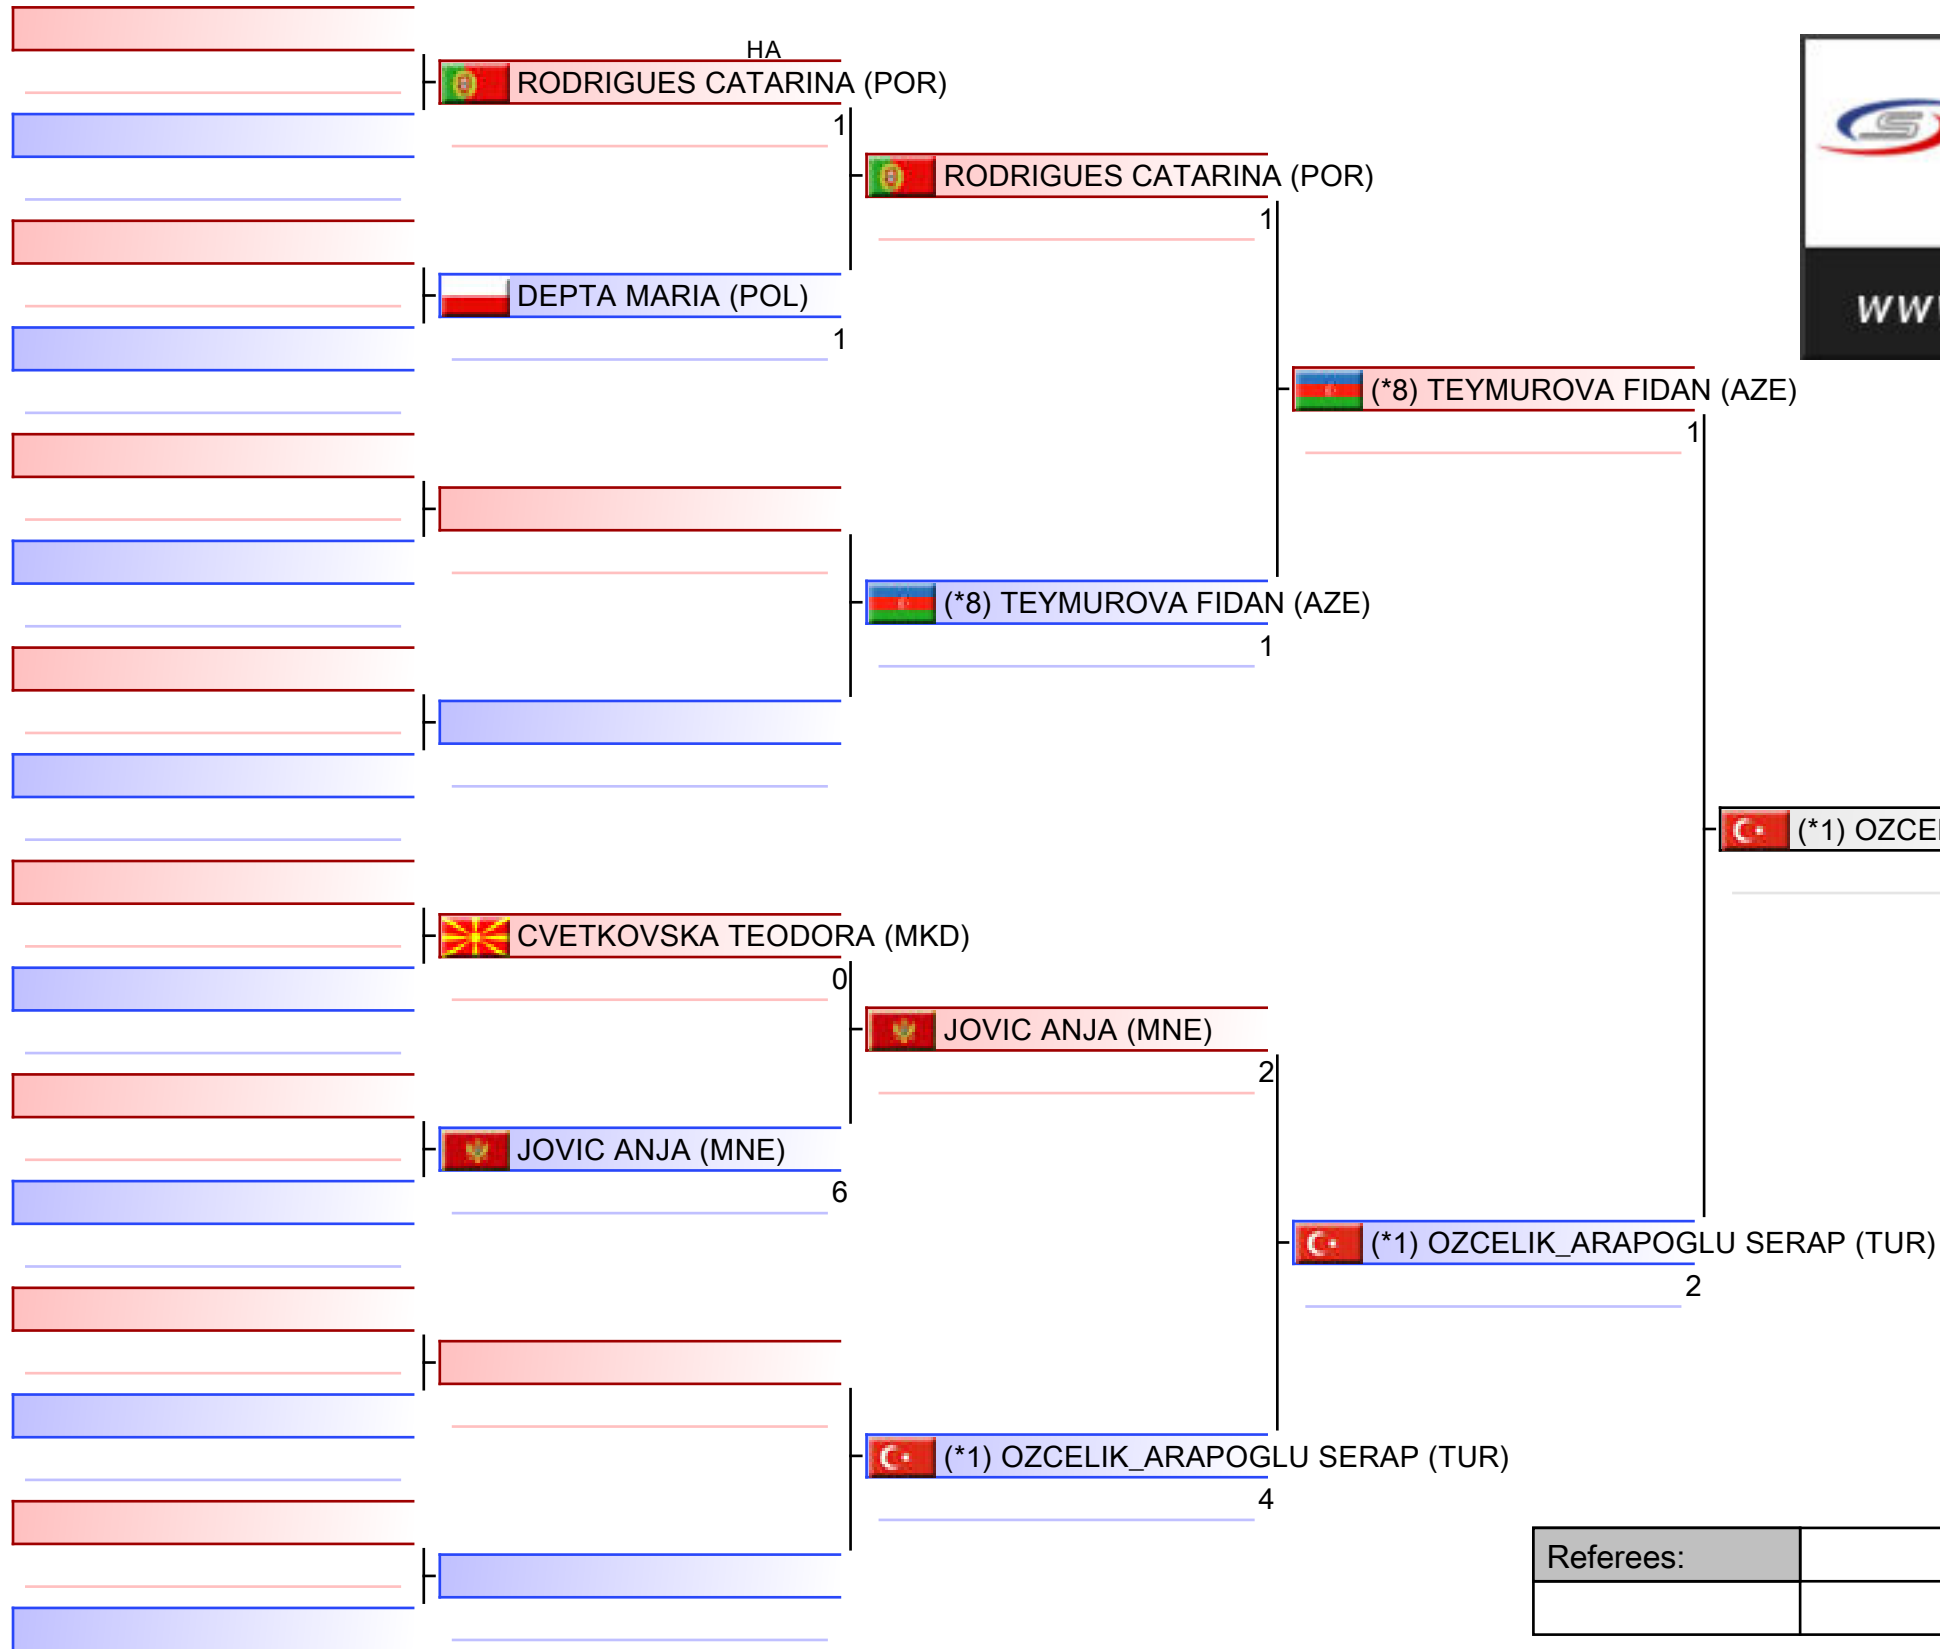 HA
RODRIGUES CATARINA (POR)
1
RODRIGUES CATARINA (POR)
1
DEPTA MARIA (POL)
1
(*8) TEYMUROVA FIDAN (AZE)
1
(*8) TEYMUROVA FIDAN (AZE)
1
(*1) OZCEL
CVETKOVSKA TEODORA (MKD)
0
JOVIC ANJA (MNE)
2
JOVIC ANJA (MNE)
6
(*1) OZCELIK_ARAPOGLU SERAP (TUR)
2
(*1) OZCELIK_ARAPOGLU SERAP (TUR)
4
Referees:
S